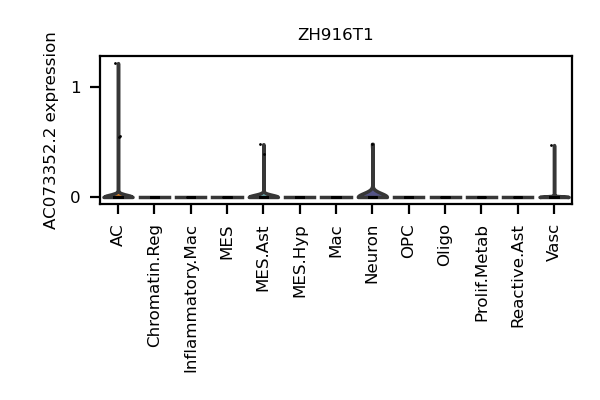 ZH916T1
AC073352.2 expression
1
0
AC
Chromatin.Reg
Inflammatory.Mac
MES
MES.Ast
MES.Hyp
Mac
Neuron
OPC
Oligo
Prolif.Metab
Reactive.Ast
Vasc